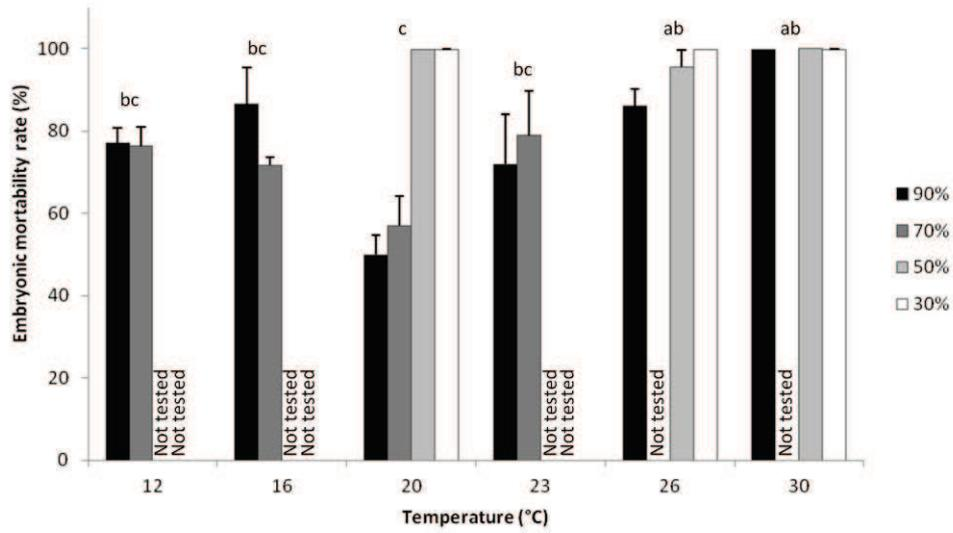 Embryonic mortability rate (%)
100
80
60
40
20
0
bc
bc
c
bc
ab
ab
Not tested
Not tested
Not tested
Not tested
Not tested
Not tested
Not tested
Not tested
12
16
20
23
26
30
Temperature (°C)
90%
70%
50%
30%